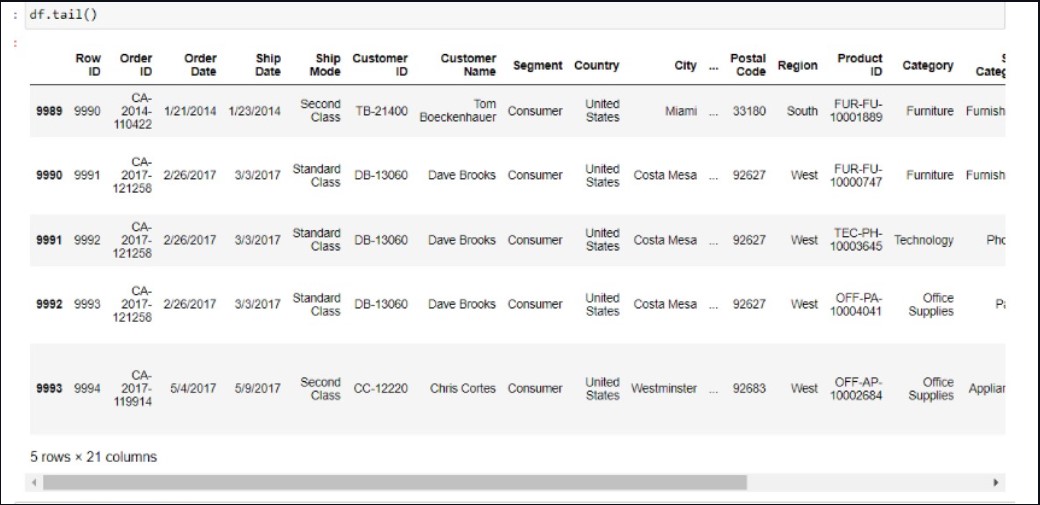 : df.tail()
:
Row ID Order ID Order Date Ship Date Ship Mode Customer ID Customer Name Segment Country City ... Postal Code Region Product ID Category
9989 9990 CA-2014-110422 1/21/2014 1/23/2014 Second Class TB-21400 Tom Boeckenhauer Consumer United States Miami ... 33180 South FUR-FU-10001889 Furniture Furnish
9990 9991 CA-2017-121258 2/26/2017 3/3/2017 Standard Class DB-13060 Dave Brooks Consumer United States Costa Mesa ... 92627 West FUR-FU-10000747 Furniture Furnish
9991 9992 CA-2017-121258 2/26/2017 3/3/2017 Standard Class DB-13060 Dave Brooks Consumer United States Costa Mesa ... 92627 West TEC-PH-10003645 Technology Pho
9992 9993 CA-2017-121258 2/26/2017 3/3/2017 Standard Class DB-13060 Dave Brooks Consumer United States Costa Mesa ... 92627 West OFF-PA-10004041 Office Supplies
9993 9994 CA-2017-119914 5/4/2017 5/9/2017 Second Class CC-12220 Chris Cortes Consumer United States Westminster ... 92683 West OFF-AP-10002684 Office Supplies Applian
5 rows × 21 columns